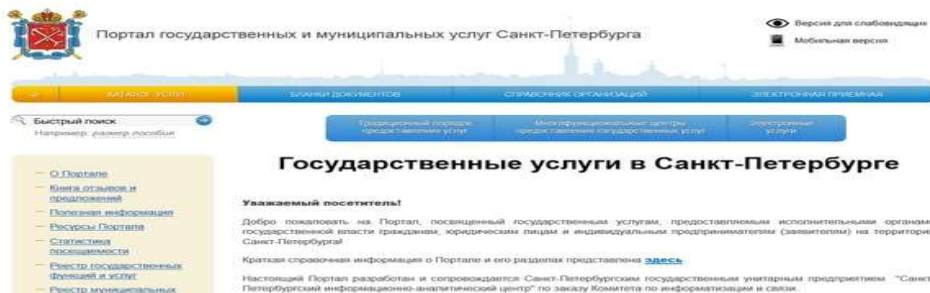 Портал государственных и муниципальных услуг Санкт-Петербурга
Версия для слабовидящих
Мобильная версия
КАТАЛОГ УСЛУГ
БЛАНКИ ДОКУМЕНТОВ
СПРАВОЧНИК ОРГАНИЗАЦИЙ
ЭЛЕКТРОННАЯ ПРИЕМНАЯ
Быстрый поиск
Например: размер пособия
Традиционный порядок
предоставления услуг
Многофункциональные центры
предоставления государственных услуг
Электронные
услуги
О Портале
Книга отзывов и
предложений
Полезная информация
Ресурсы Портала
Статистика
посещаемости
Реестр государственных
функций и услуг
Реестр муниципальных
Государственные услуги в Санкт-Петербурге
Уважаемый посетитель!
Добро пожаловать на Портал, посвященный государственным услугам, предоставляемым исполнительными органам
государственной власти гражданам, юридическим лицам и индивидуальным предпринимателям (заявителям) на территори
Санкт-Петербурга!
Краткая справочная информация о Портале и его разделах представлена здесь
Настоящий Портал разработан и сопровождается Санкт-Петербургским государственным унитарным предприятием "Санкт
Петербургский информационно-аналитический центр" по заказу Комитета по информатизации и связи.